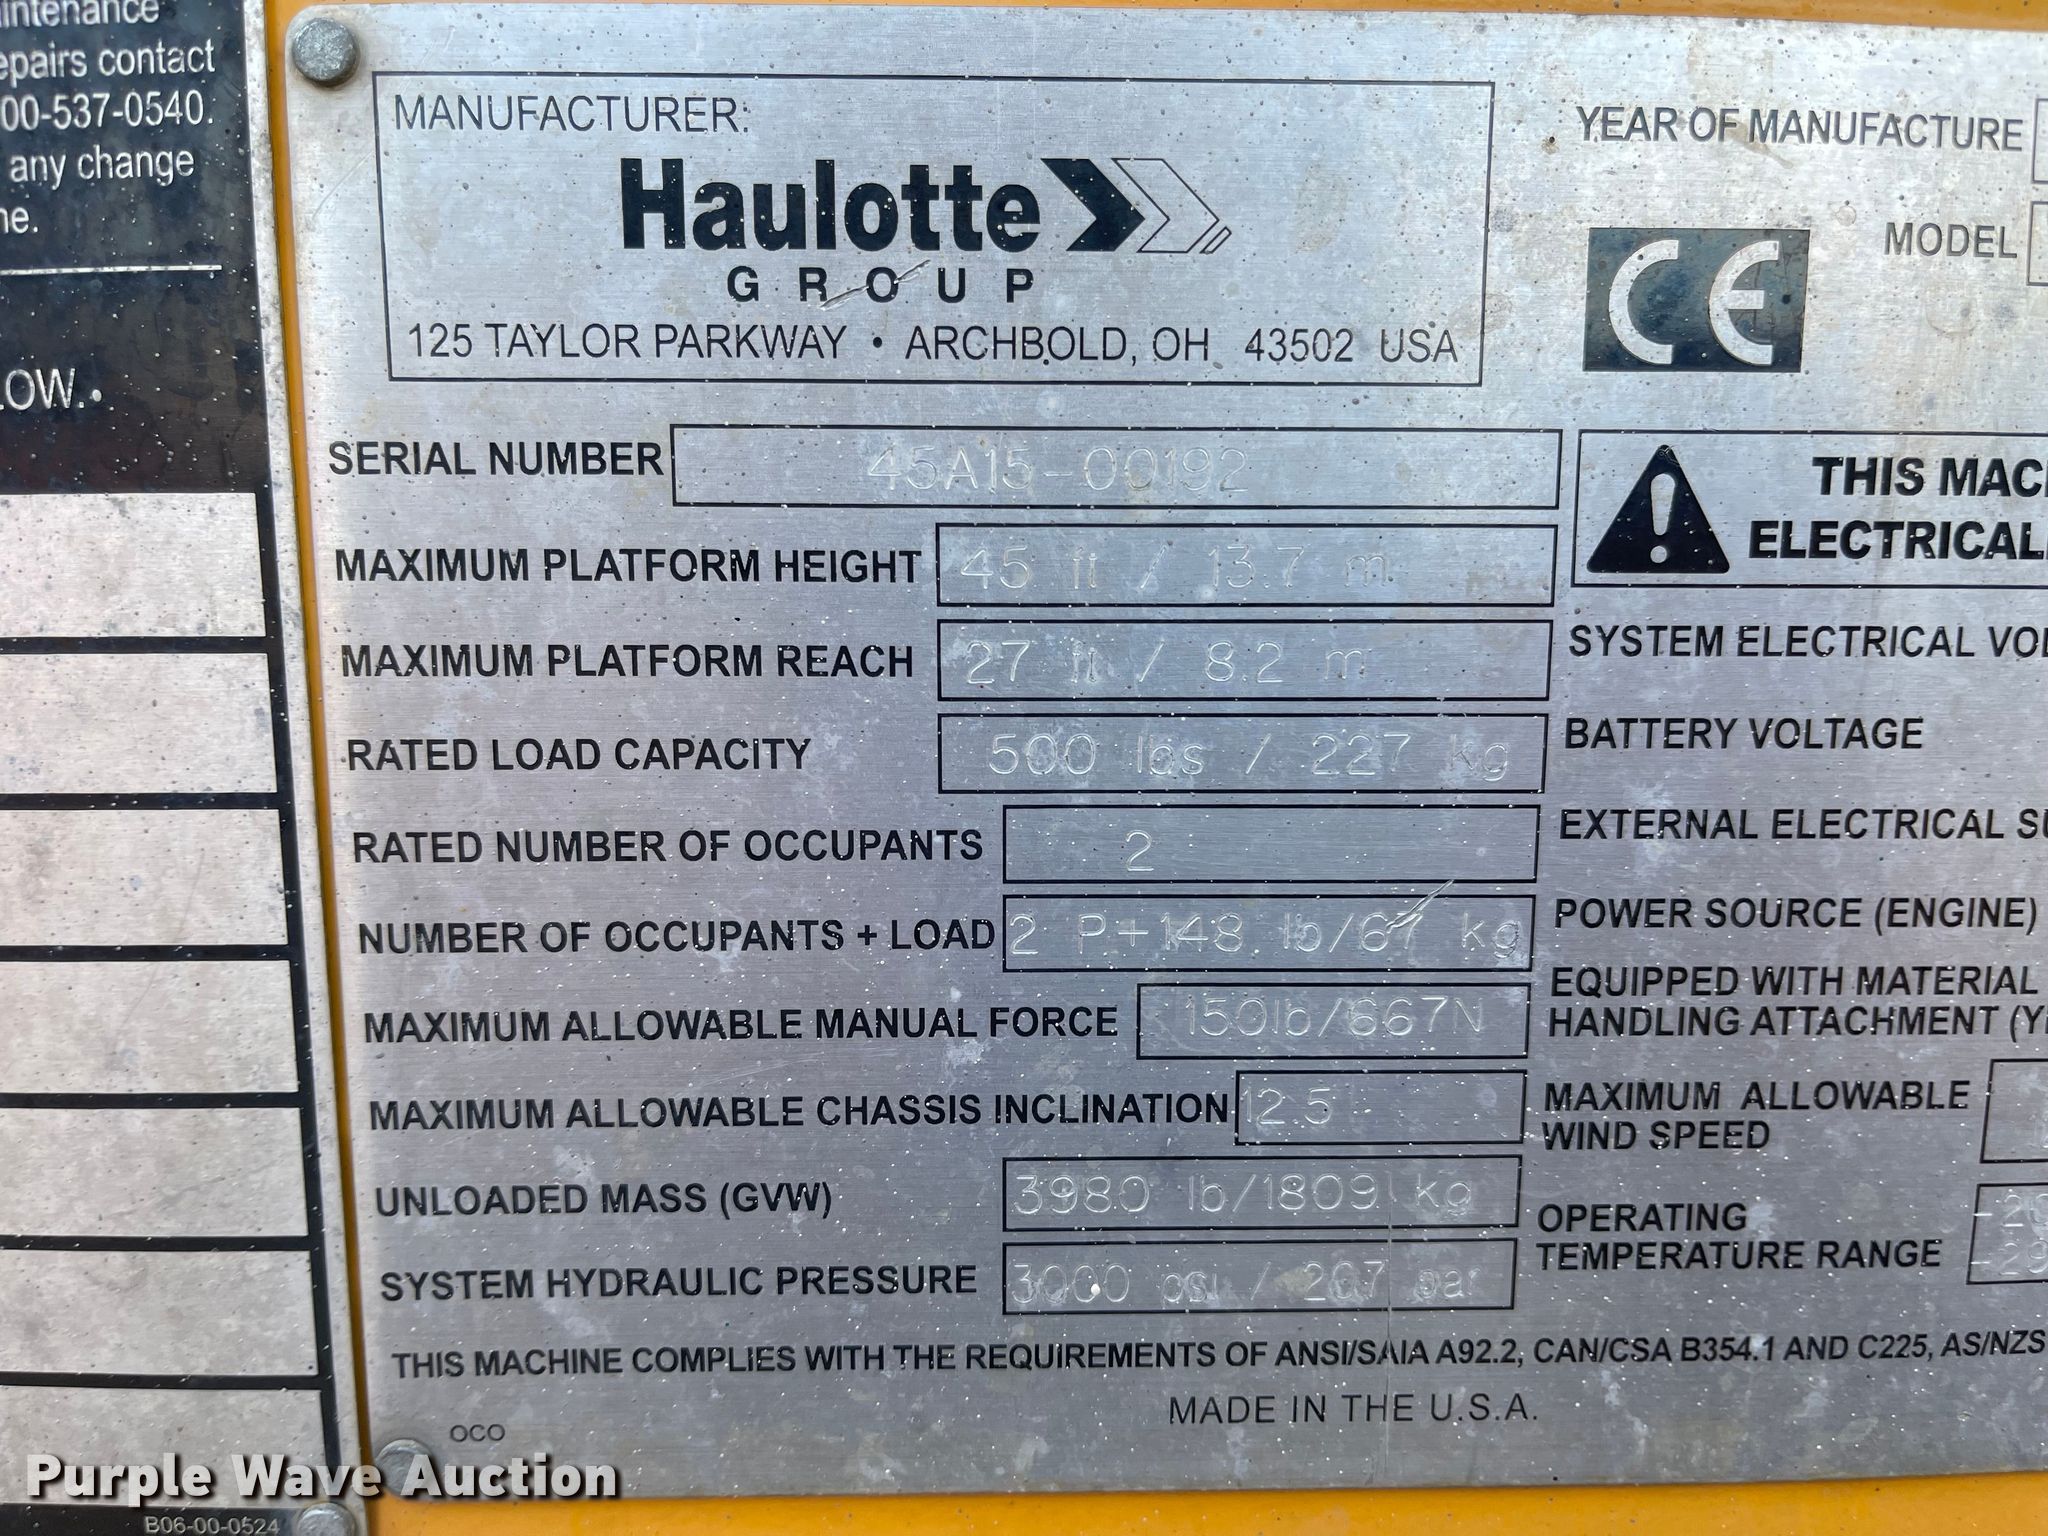 intenance
epairs contact
00-537-0540.
any change
ne.
LOW.
MANUFACTURER:
Haulotte
GROUP
125 TAYLOR PARKWAY • ARCHBOLD, OH 43502 USA
YEAR OF MANUFACTURE
MODEL
CE
SERIAL NUMBER 45A15-00192
THIS MAC
ELECTRICAL
MAXIMUM PLATFORM HEIGHT 45 ft / 13.7 m
MAXIMUM PLATFORM REACH 27 ft / 8.2 m
SYSTEM ELECTRICAL VOL
RATED LOAD CAPACITY 500 lbs / 227 kg
BATTERY VOLTAGE
RATED NUMBER OF OCCUPANTS 2
EXTERNAL ELECTRICAL SU
NUMBER OF OCCUPANTS + LOAD 2 P+148 lb/67 kg
POWER SOURCE (ENGINE)
MAXIMUM ALLOWABLE MANUAL FORCE 150lb/667N
EQUIPPED WITH MATERIAL
HANDLING ATTACHMENT (Y
MAXIMUM ALLOWABLE CHASSIS INCLINATION 12.5
MAXIMUM ALLOWABLE
WIND SPEED
UNLOADED MASS (GVW) 3980 lb/1809 kg
OPERATING
TEMPERATURE RANGE
-20
-29
SYSTEM HYDRAULIC PRESSURE 3000 psi / 207 bar
THIS MACHINE COMPLIES WITH THE REQUIREMENTS OF ANSI/SAIA A92.2, CAN/CSA B354.1 AND C225, AS/NZS
MADE IN THE U.S.A.
OCO
Purple Wave Auction
B06-00-0524